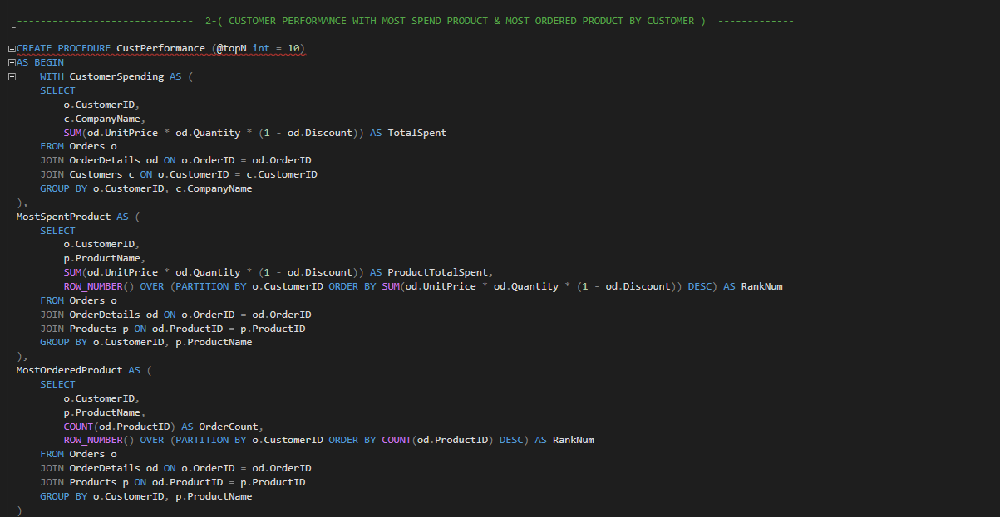 ------------------------------  2-( CUSTOMER PERFORMANCE WITH MOST SPEND PRODUCT & MOST ORDERED PRODUCT BY CUSTOMER )  -------------
CREATE PROCEDURE CustPerformance (@topN int = 10)
AS BEGIN
    WITH CustomerSpending AS (
    SELECT
        o.CustomerID,
        c.CompanyName,
        SUM(od.UnitPrice * od.Quantity * (1 - od.Discount)) AS TotalSpent
    FROM Orders o
    JOIN OrderDetails od ON o.OrderID = od.OrderID
    JOIN Customers c ON o.CustomerID = c.CustomerID
    GROUP BY o.CustomerID, c.CompanyName
),
MostSpentProduct AS (
    SELECT
        o.CustomerID,
        p.ProductName,
        SUM(od.UnitPrice * od.Quantity * (1 - od.Discount)) AS ProductTotalSpent,
        ROW_NUMBER() OVER (PARTITION BY o.CustomerID ORDER BY SUM(od.UnitPrice * od.Quantity * (1 - od.Discount)) DESC) AS RankNum
    FROM Orders o
    JOIN OrderDetails od ON o.OrderID = od.OrderID
    JOIN Products p ON od.ProductID = p.ProductID
    GROUP BY o.CustomerID, p.ProductName
),
MostOrderedProduct AS (
    SELECT
        o.CustomerID,
        p.ProductName,
        COUNT(od.ProductID) AS OrderCount,
        ROW_NUMBER() OVER (PARTITION BY o.CustomerID ORDER BY COUNT(od.ProductID) DESC) AS RankNum
    FROM Orders o
    JOIN OrderDetails od ON o.OrderID = od.OrderID
    JOIN Products p ON od.ProductID = p.ProductID
    GROUP BY o.CustomerID, p.ProductName
)